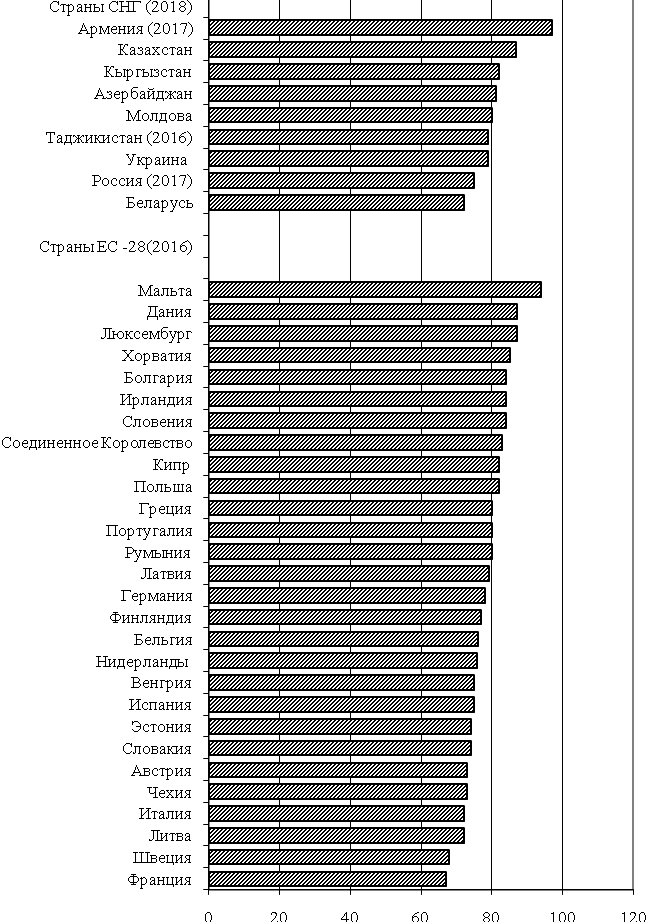 Страны СНГ (2018)
Армения (2017)
Казахстан
Кыргызстан
Азербайджан
Молдова
Таджикистан (2016)
Украина
Россия (2017)
Беларусь
Страны ЕС -28(2016)
Мальта
Дания
Люксембург
Хорватия
Болгария
Ирландия
Словения
Соединенное Королевство
Кипр
Польша
Греция
Португалия
Румыния
Латвия
Германия
Финляндия
Бельгия
Нидерланды
Венгрия
Испания
Эстония
Словакия
Австрия
Чехия
Италия
Литва
Швеция
Франция
0 20 40 60 80 100 120